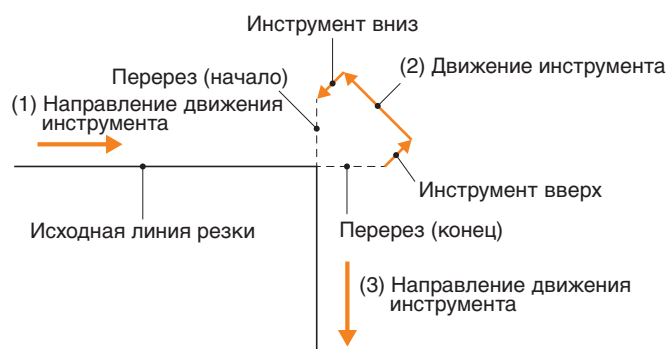 Инструмент вниз
(2) Движение инструмента
Перерез (начало)
(1) Направление движения
инструмента
Инструмент вверх
Исходная линия резки
Перерез (конец)
(3) Направление движения
инструмента